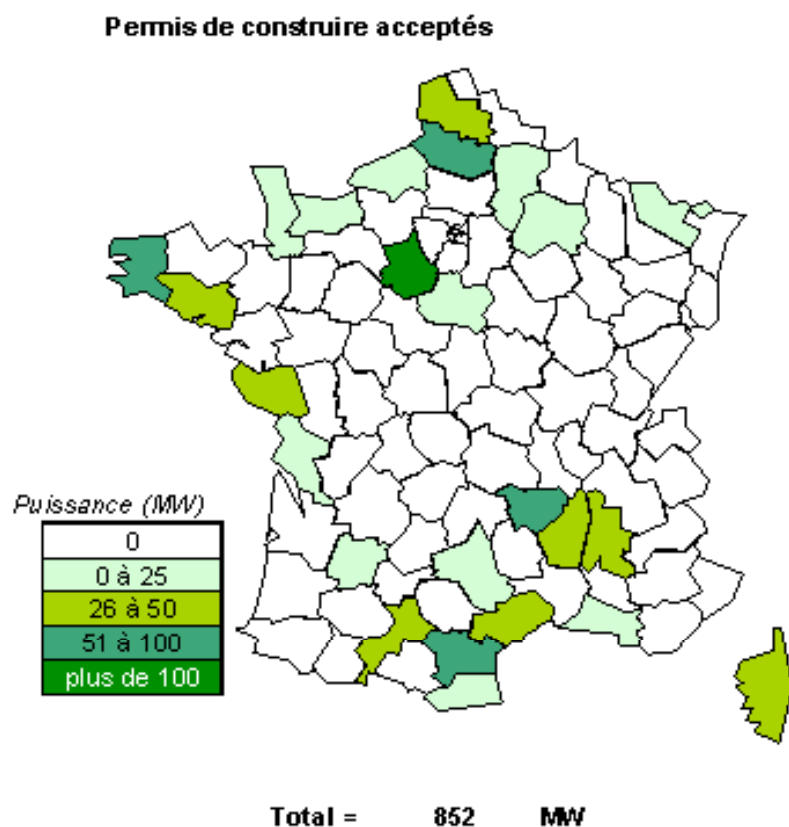 Permis de construire acceptés
Puissance (MW)
0
0 à 25
26 à 50
51 à 100
plus de 100
Total = 852 MW